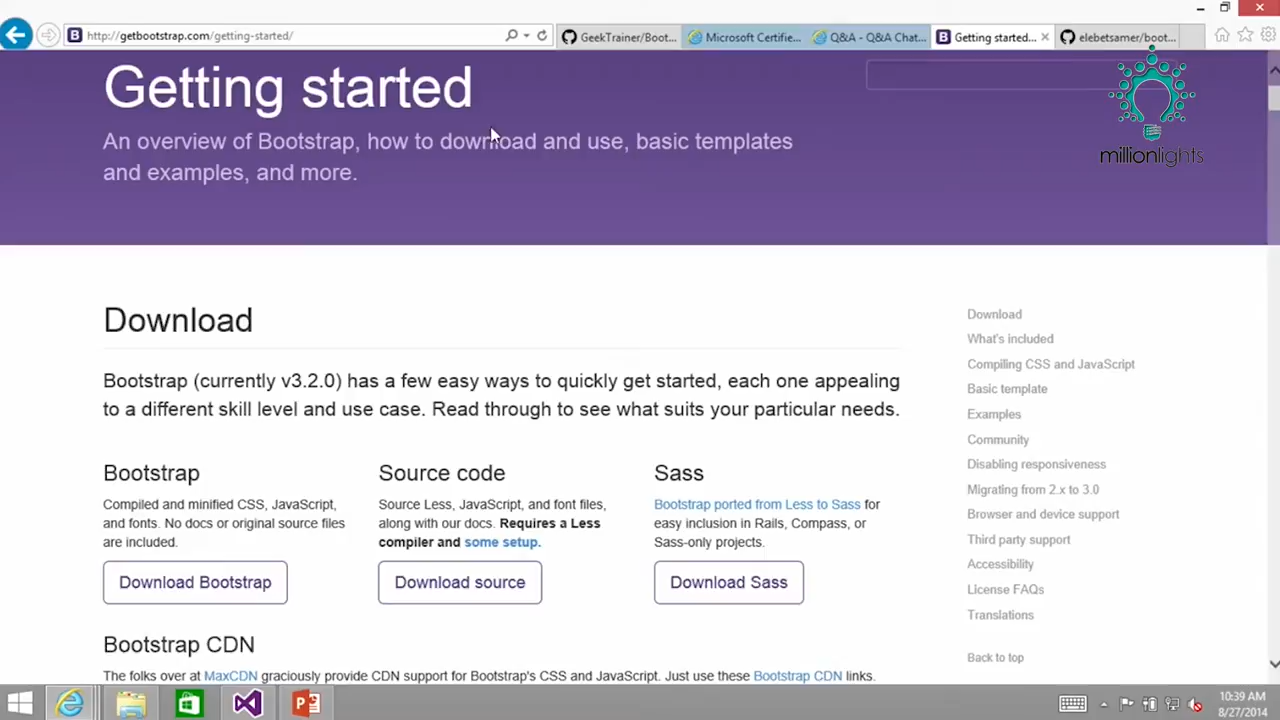 http://getbootstrap.com/getting-started/
GeekTrainer/Boot...
Microsoft Certifie...
Q&A - Q&A Chat...
Getting started...
elebetsamer/boot...
Getting started
An overview of Bootstrap, how to download and use, basic templates
and examples, and more.
millionlights
Download
Bootstrap (currently v3.2.0) has a few easy ways to quickly get started, each one appealing
to a different skill level and use case. Read through to see what suits your particular needs.
Bootstrap
Compiled and minified CSS, JavaScript,
and fonts. No docs or original source files
are included.
Download Bootstrap
Source code
Source Less, JavaScript, and font files,
along with our docs. Requires a Less
compiler and some setup.
Download source
Sass
Bootstrap ported from Less to Sass for
easy inclusion in Rails, Compass, or
Sass-only projects.
Download Sass
Bootstrap CDN
The folks over at MaxCDN graciously provide CDN support for Bootstrap's CSS and JavaScript. Just use these Bootstrap CDN links.
Download
What's included
Compiling CSS and JavaScript
Basic template
Examples
Community
Disabling responsiveness
Migrating from 2.x to 3.0
Browser and device support
Third party support
Accessibility
License FAQs
Translations
Back to top
10:39 AM
8/27/2014